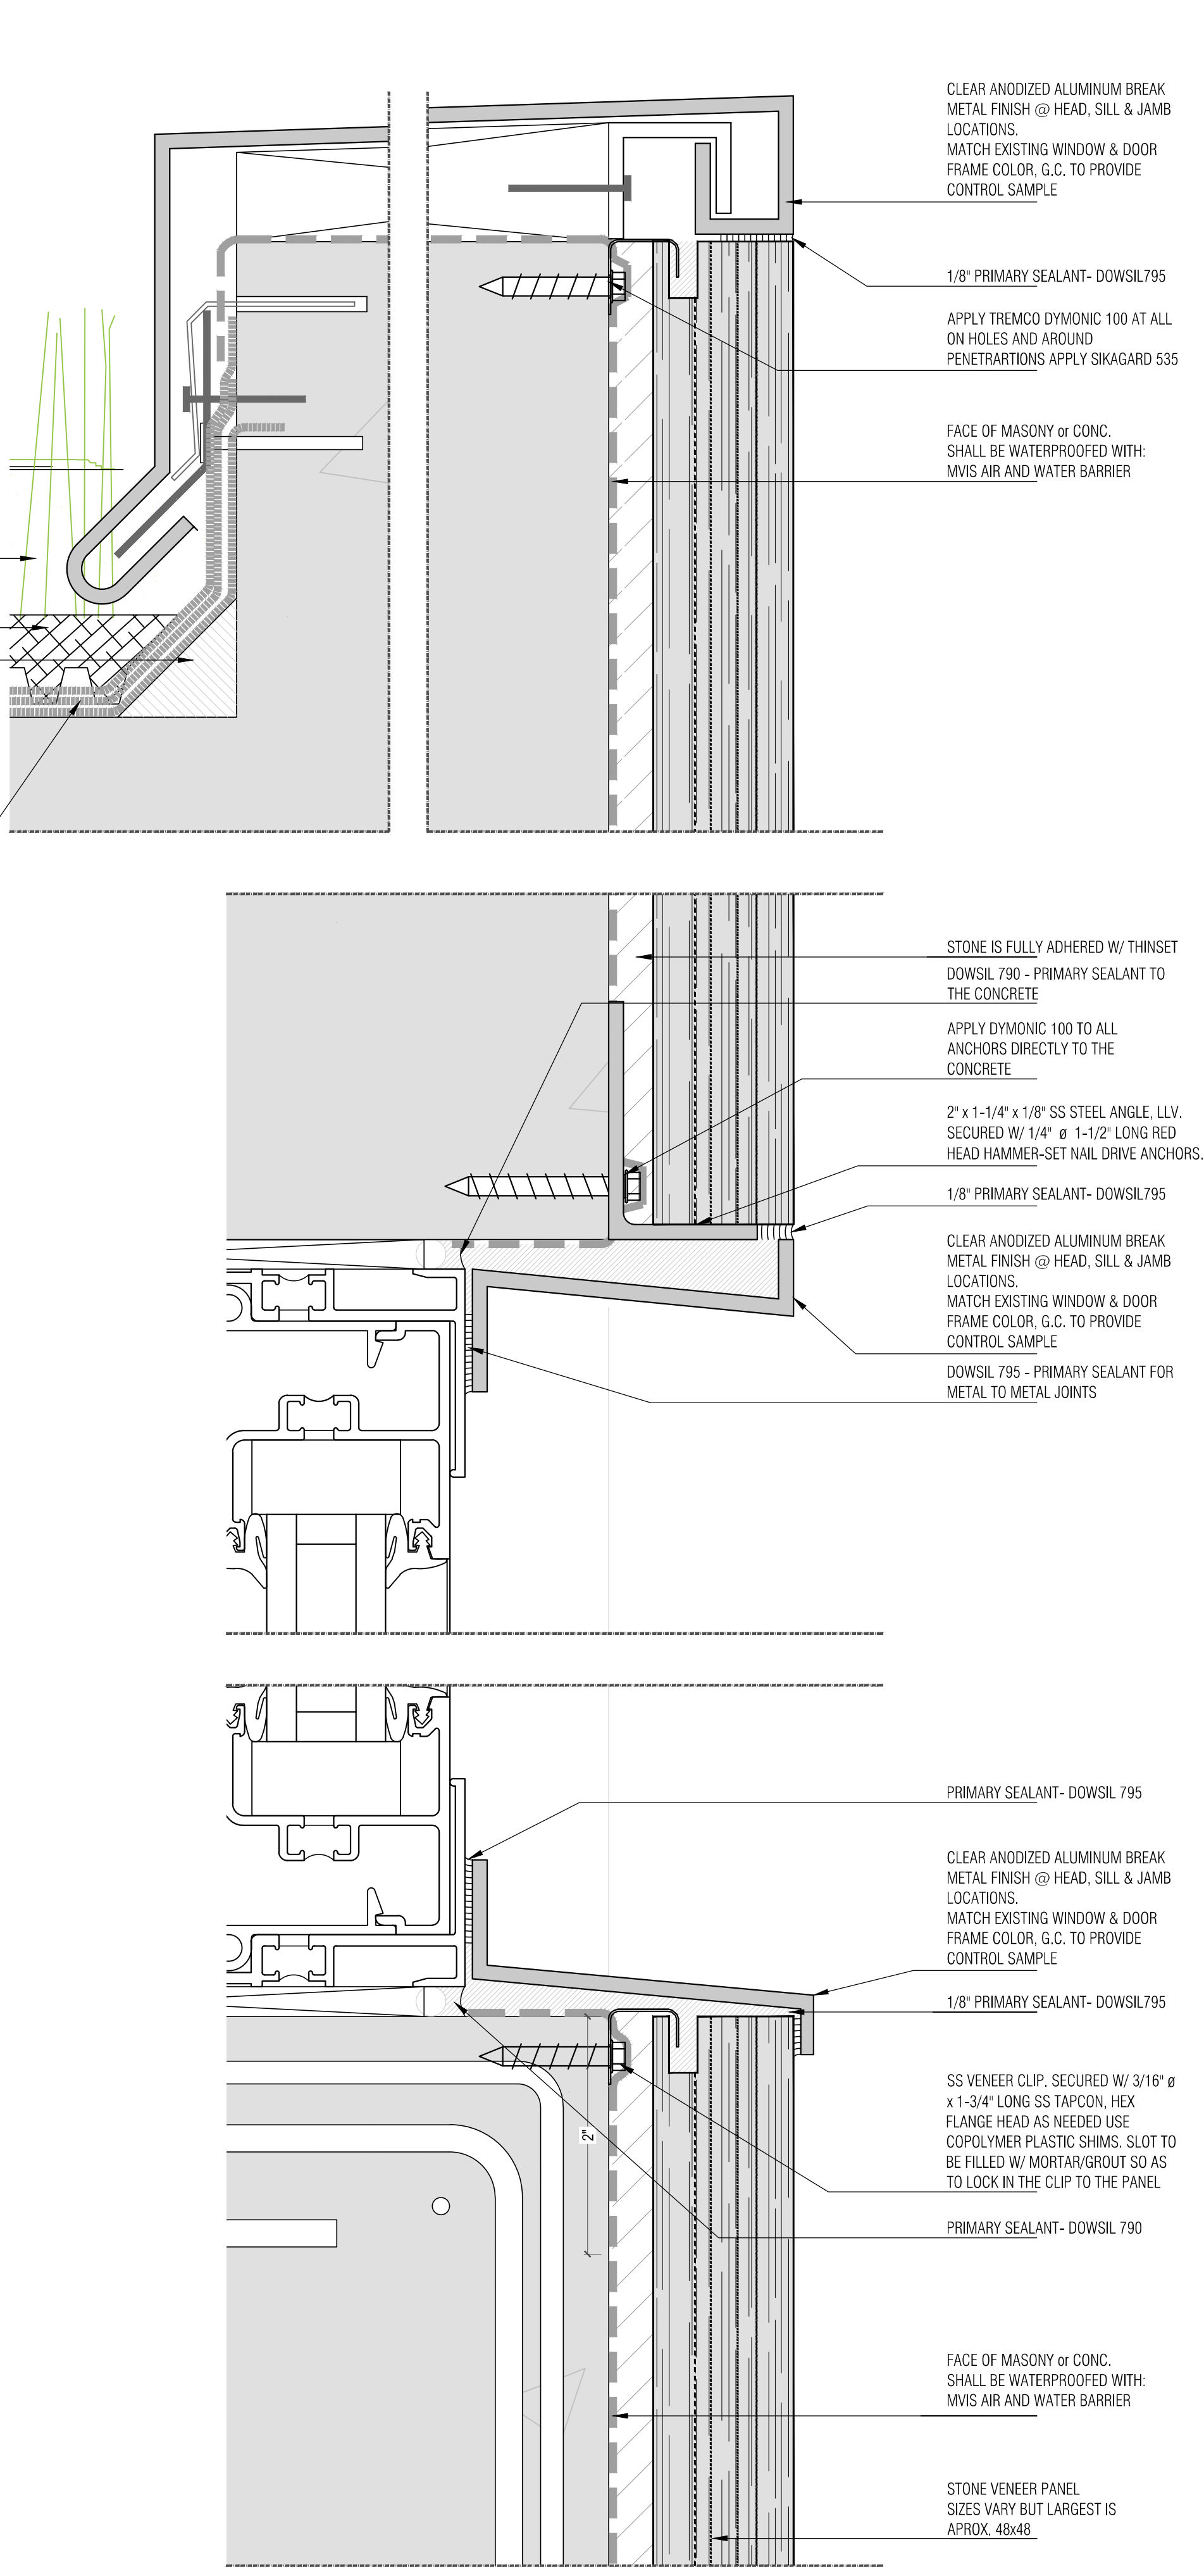 CLEAR ANODIZED ALUMINUM BREAK
METAL FINISH @ HEAD, SILL & JAMB
LOCATIONS.
MATCH EXISTING WINDOW & DOOR
FRAME COLOR, G.C. TO PROVIDE
CONTROL SAMPLE
1/8" PRIMARY SEALANT- DOWSIL795
APPLY TREMCO DYMONIC 100 AT ALL
ON HOLES AND AROUND
PENETRARTIONS APPLY SIKAGARD 535
FACE OF MASONY or CONC.
SHALL BE WATERPROOFED WITH:
MVIS AIR AND WATER BARRIER
STONE IS FULLY ADHERED W/ THINSET
DOWSIL 790 - PRIMARY SEALANT TO
THE CONCRETE
APPLY DYMONIC 100 TO ALL
ANCHORS DIRECTLY TO THE
CONCRETE
2" x 1-1/4" x 1/8" SS STEEL ANGLE, LLV.
SECURED W/ 1/4" ø 1-1/2" LONG RED
HEAD HAMMER-SET NAIL DRIVE ANCHORS.
1/8" PRIMARY SEALANT- DOWSIL795
CLEAR ANODIZED ALUMINUM BREAK
METAL FINISH @ HEAD, SILL & JAMB
LOCATIONS.
MATCH EXISTING WINDOW & DOOR
FRAME COLOR, G.C. TO PROVIDE
CONTROL SAMPLE
DOWSIL 795 - PRIMARY SEALANT FOR
METAL TO METAL JOINTS
PRIMARY SEALANT- DOWSIL 795
CLEAR ANODIZED ALUMINUM BREAK
METAL FINISH @ HEAD, SILL & JAMB
LOCATIONS.
MATCH EXISTING WINDOW & DOOR
FRAME COLOR, G.C. TO PROVIDE
CONTROL SAMPLE
1/8" PRIMARY SEALANT- DOWSIL795
SS VENEER CLIP. SECURED W/ 3/16" ø
x 1-3/4" LONG SS TAPCON, HEX
FLANGE HEAD AS NEEDED USE
COPOLYMER PLASTIC SHIMS. SLOT TO
BE FILLED W/ MORTAR/GROUT SO AS
TO LOCK IN THE CLIP TO THE PANEL
2"
PRIMARY SEALANT- DOWSIL 790
FACE OF MASONY or CONC.
SHALL BE WATERPROOFED WITH:
MVIS AIR AND WATER BARRIER
STONE VENEER PANEL
SIZES VARY BUT LARGEST IS
APROX, 48x48